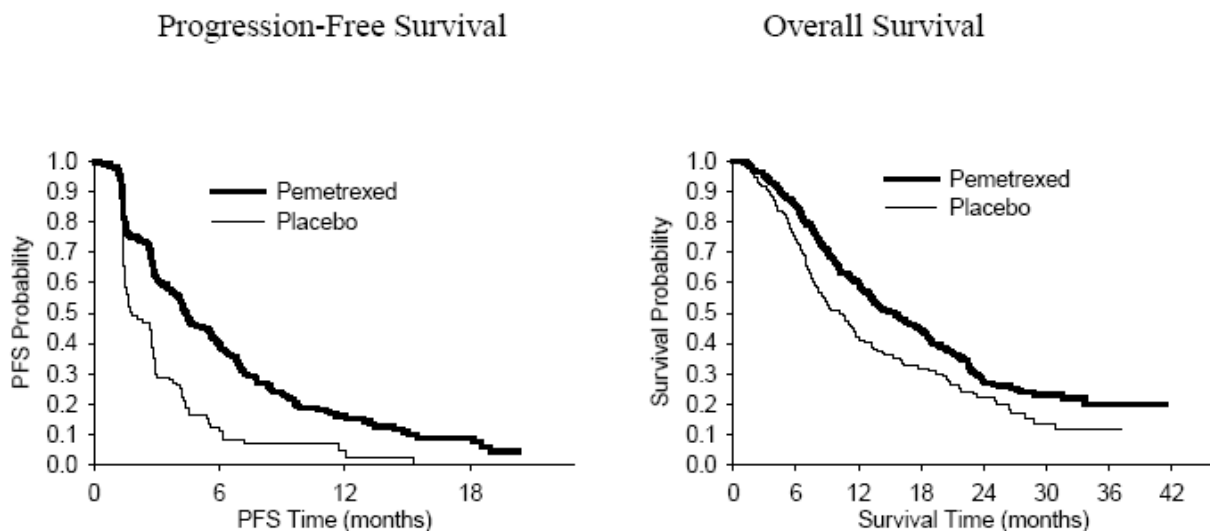 Progression-Free Survival
Overall Survival
PFS Probability
1.0
0.9
0.8
0.7
0.6
0.5
0.4
0.3
0.2
0.1
0.0
Pemetrexed
Placebo
0 6 12 18
PFS Time (months)
Survival Probability
1.0
0.9
0.8
0.7
0.6
0.5
0.4
0.3
0.2
0.1
0.0
Pemetrexed
Placebo
0 6 12 18 24 30 36 42
Survival Time (months)